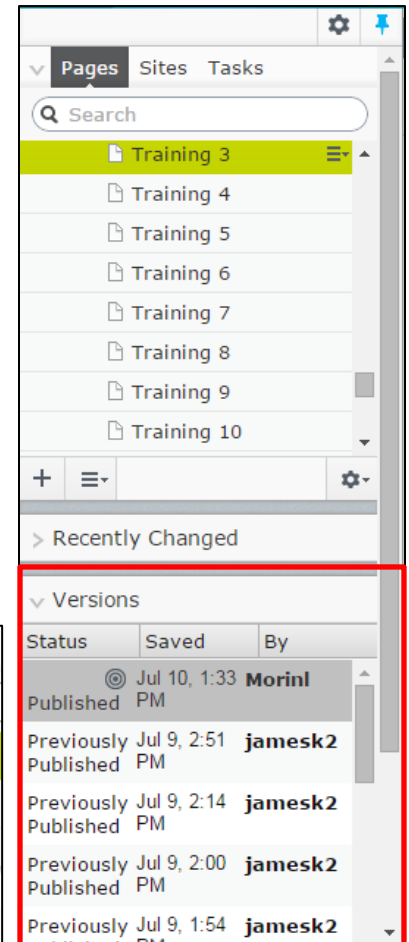 Pages Sites Tasks
Search
Training 3
Training 4
Training 5
Training 6
Training 7
Training 8
Training 9
Training 10
Recently Changed
Versions
Status Saved By
Published Jul 10, 1:33 PM Morinl
Previously Published Jul 9, 2:51 PM jamesk2
Previously Published Jul 9, 2:14 PM jamesk2
Previously Published Jul 9, 2:00 PM jamesk2
Previously Jul 9, 1:54 jamesk2